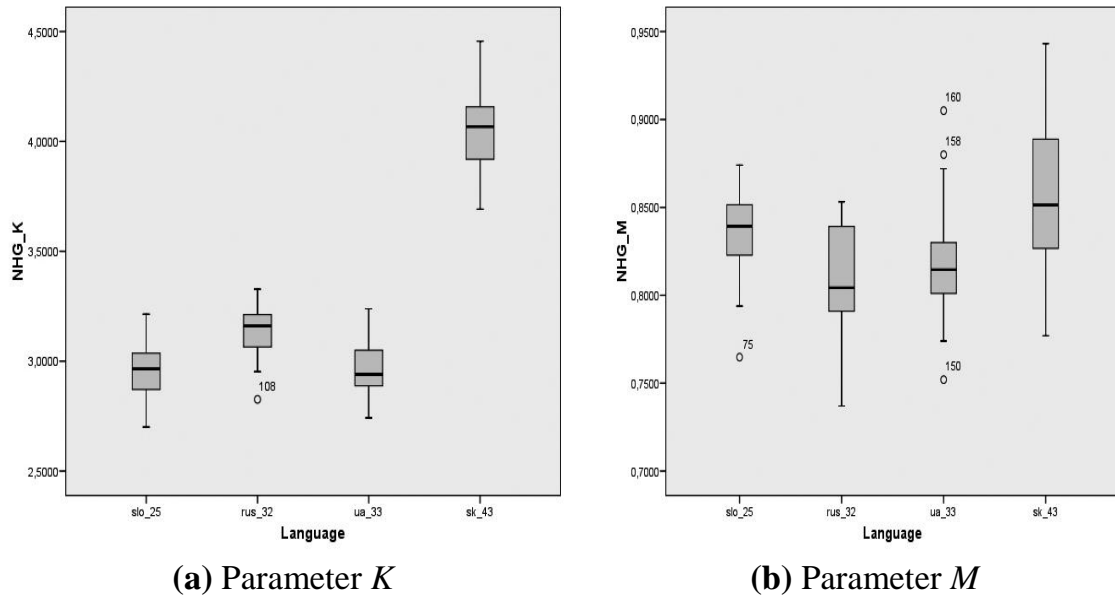 4,5000
4,0000
3,5000
3,0000
2,5000
NHG_K
108
slo_25 rus_32 ua_33 sk_43
Language
(a) Parameter K
0,9500
0,9000
0,8500
0,8000
0,7500
0,7000
NHG_M
160
158
75
150
slo_25 rus_32 ua_33 sk_43
Language
(b) Parameter M